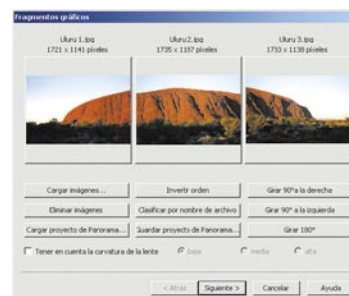 Fragmentos gráficos
Uluru 1.jpg
1721 x 1141 píxeles
Uluru 2.jpg
1735 x 1157 píxeles
Uluru 3.jpg
1733 x 1138 píxeles
Cargar imágenes...
Invertir orden
Girar 90º a la derecha
Eliminar imágenes
Clasificar por nombre de archivo
Girar 90º a la izquierda
Cargar proyecto de Panorama...
Guardar proyecto de Panorama...
Girar 180º
Tener en cuenta la curvatura de la lente
baja
media
alta
< Atrás
Siguiente >
Cancelar
Ayuda